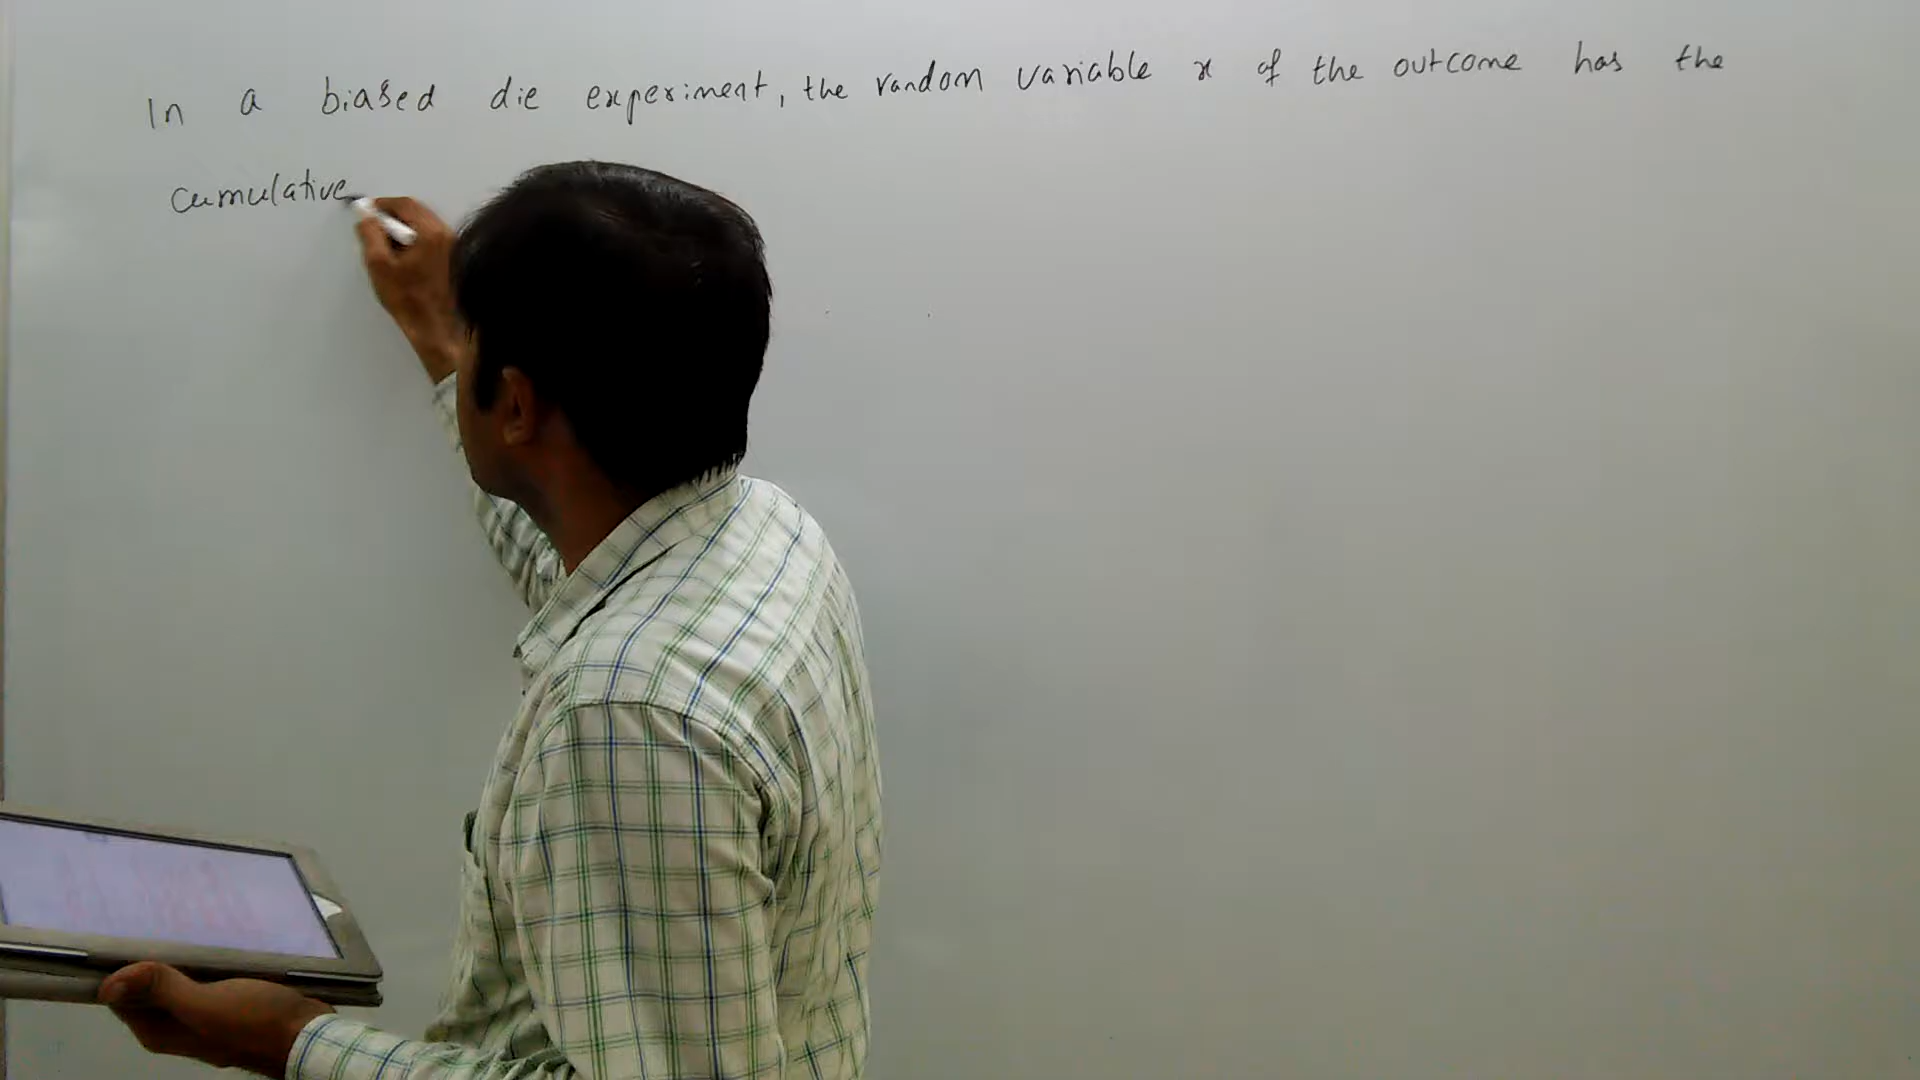 In a biased die experiment, the random variable x of the outcome has the
cumulative